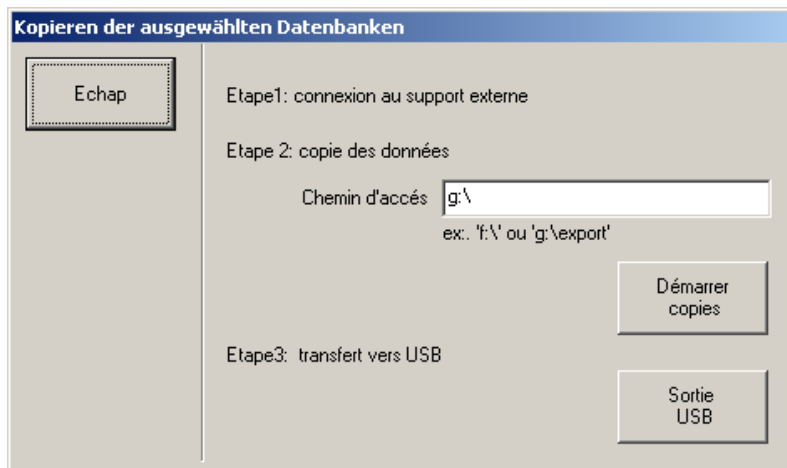 Kopieren der ausgewählten Datenbanken
Echap
Etape1: connexion au support externe
Etape 2: copie des données
Chemin d'accés g:\
ex:. 'f:\' ou 'g:\export'
Démarrer
copies
Etape3: transfert vers USB
Sortie
USB